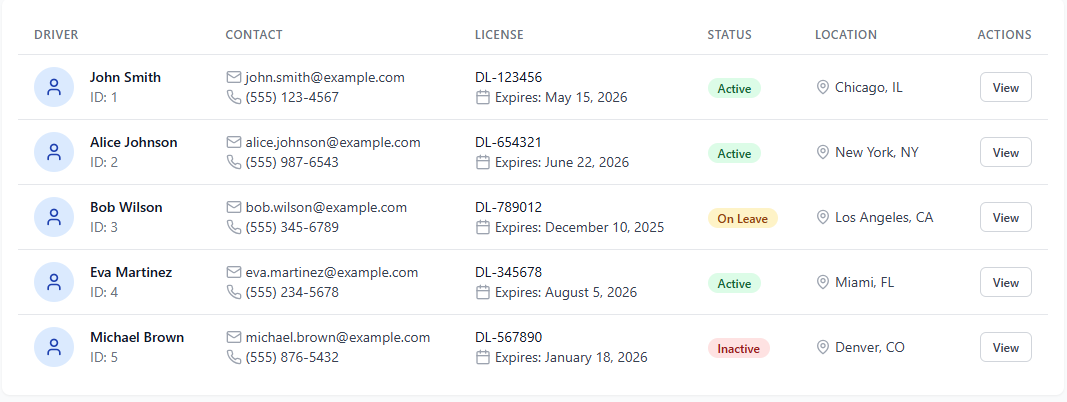 DRIVER CONTACT LICENSE STATUS LOCATION ACTIONS
John Smith john.smith@example.com DL-123456 Active Chicago, IL View
ID: 1 (555) 123-4567 Expires: May 15, 2026
Alice Johnson alice.johnson@example.com DL-654321 Active New York, NY View
ID: 2 (555) 987-6543 Expires: June 22, 2026
Bob Wilson bob.wilson@example.com DL-789012 On Leave Los Angeles, CA View
ID: 3 (555) 345-6789 Expires: December 10, 2025
Eva Martinez eva.martinez@example.com DL-345678 Active Miami, FL View
ID: 4 (555) 234-5678 Expires: August 5, 2026
Michael Brown michael.brown@example.com DL-567890 Inactive Denver, CO View
ID: 5 (555) 876-5432 Expires: January 18, 2026